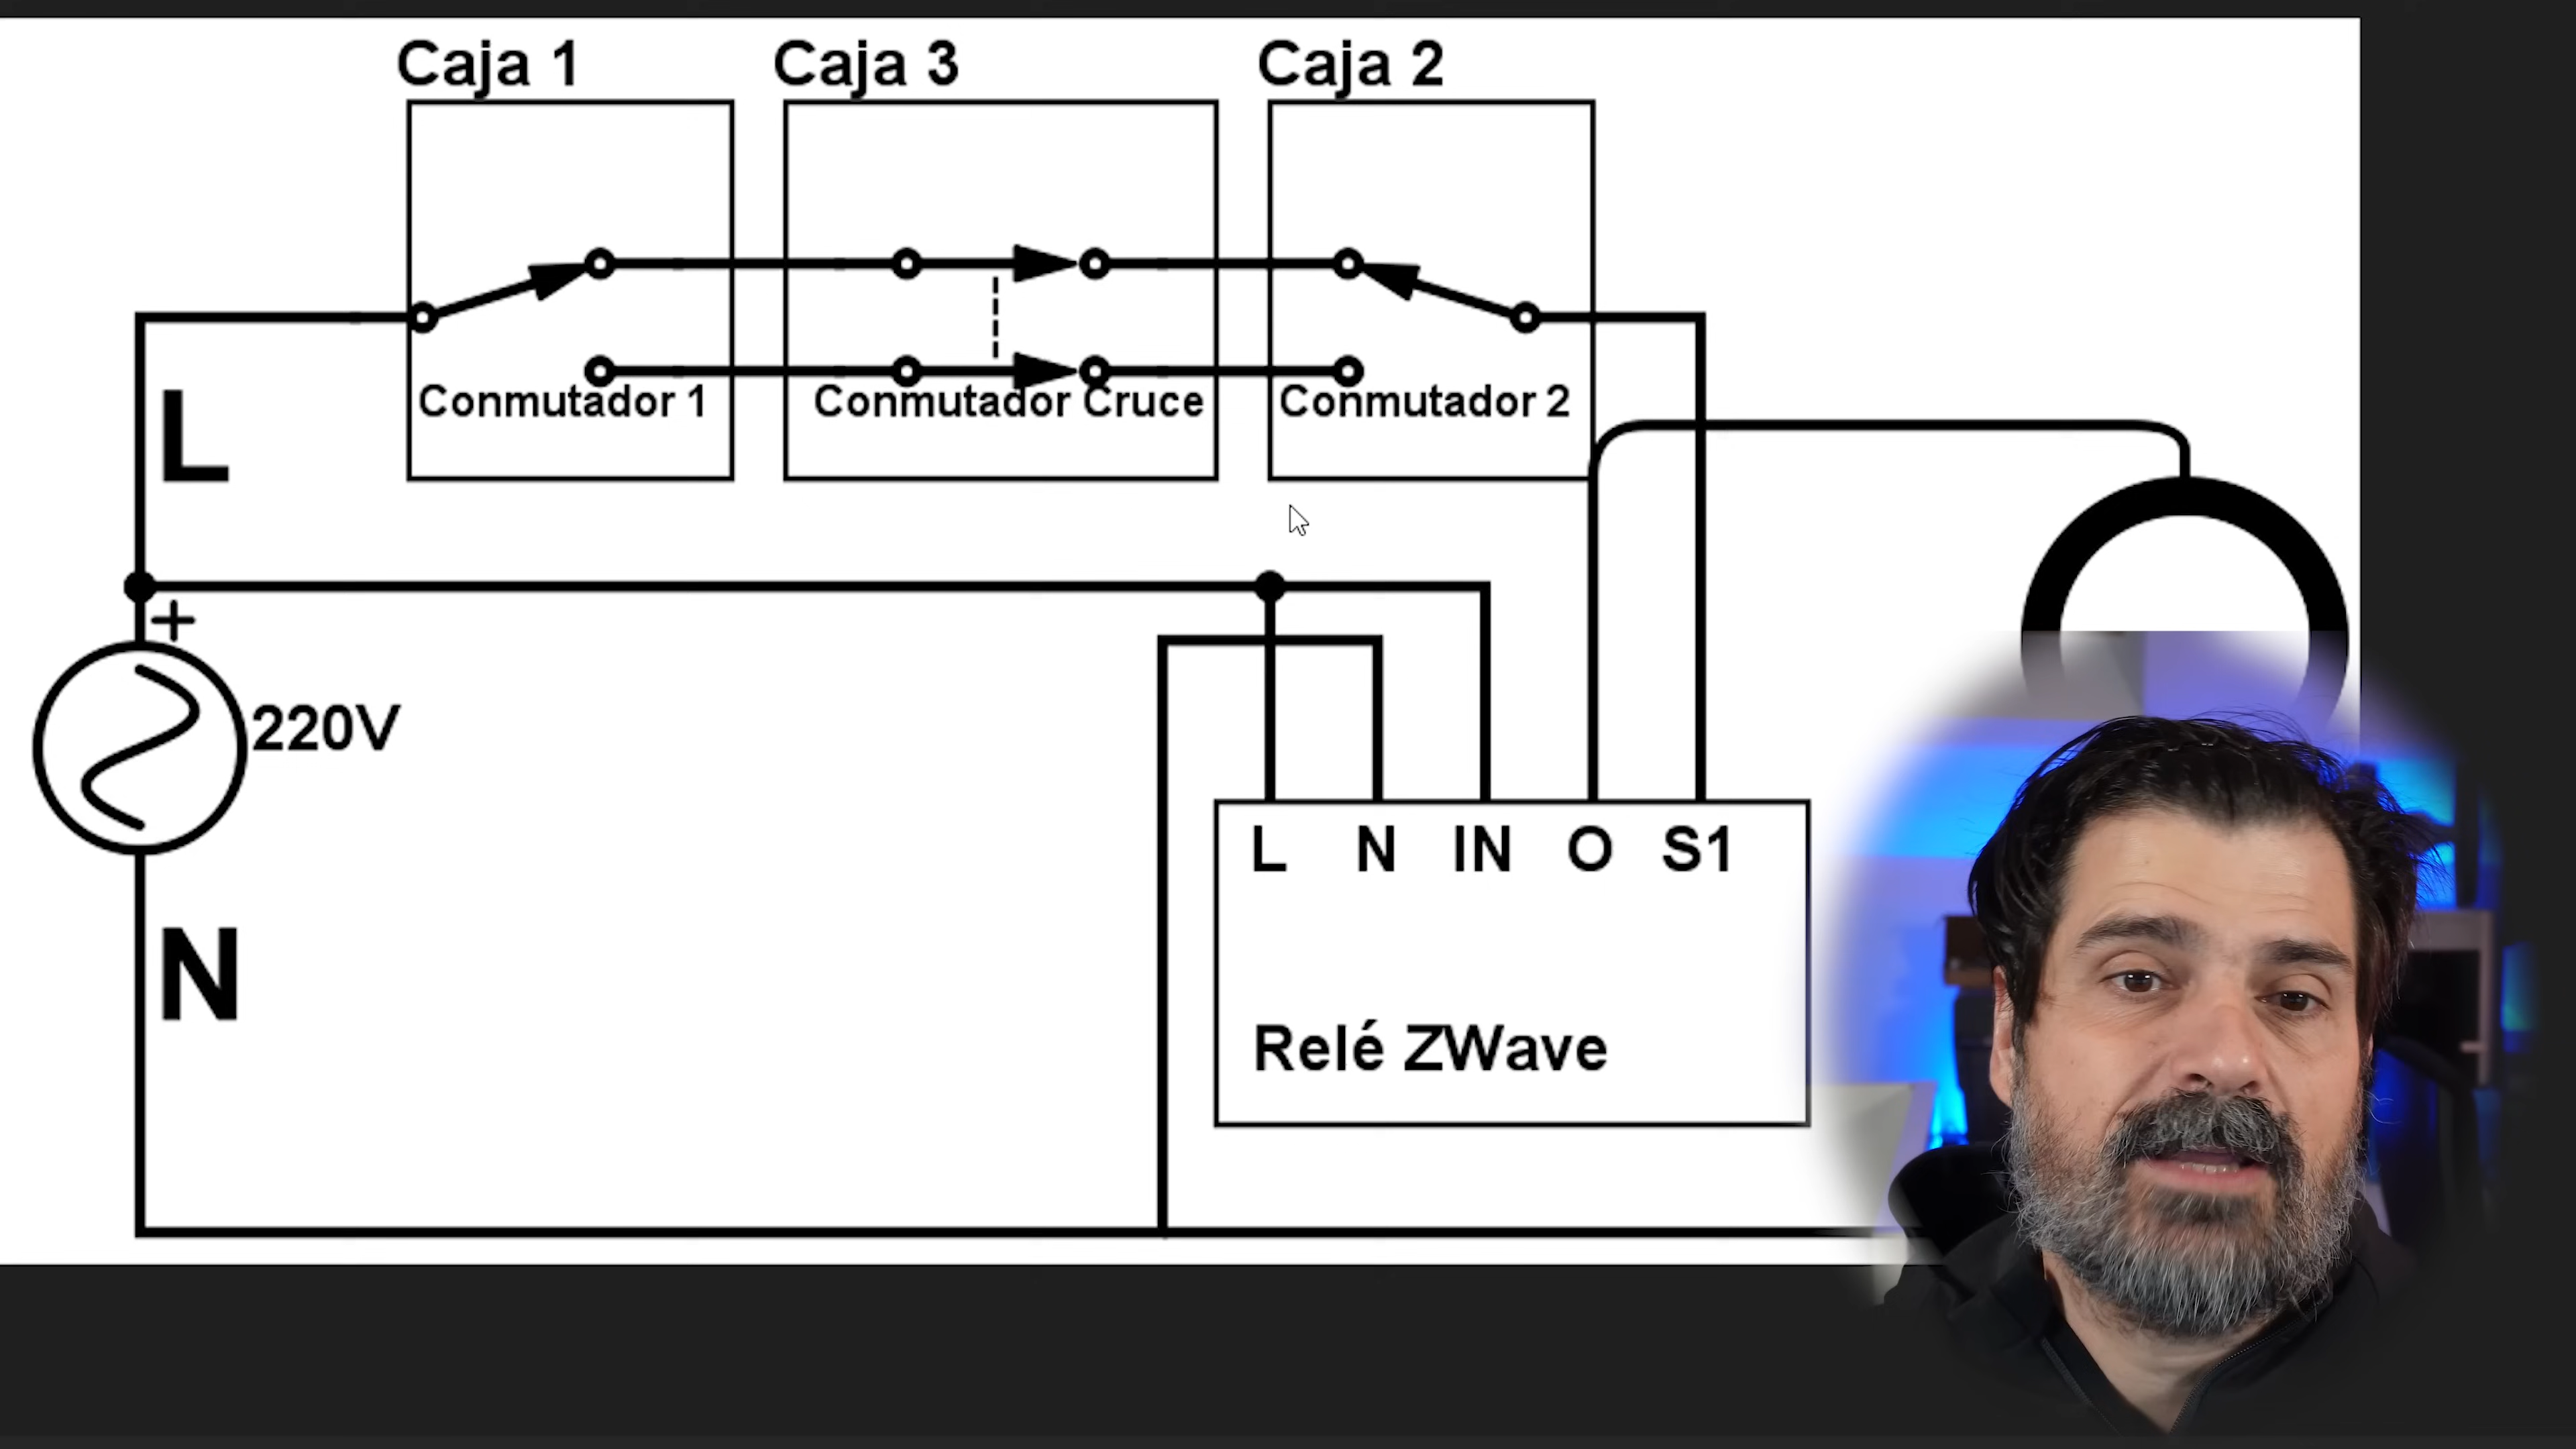 Caja 1
Caja 3
Caja 2
Conmutador 1
Conmutador Cruce
Conmutador 2
L
+
220V
L N IN O S1
N
Relé ZWave